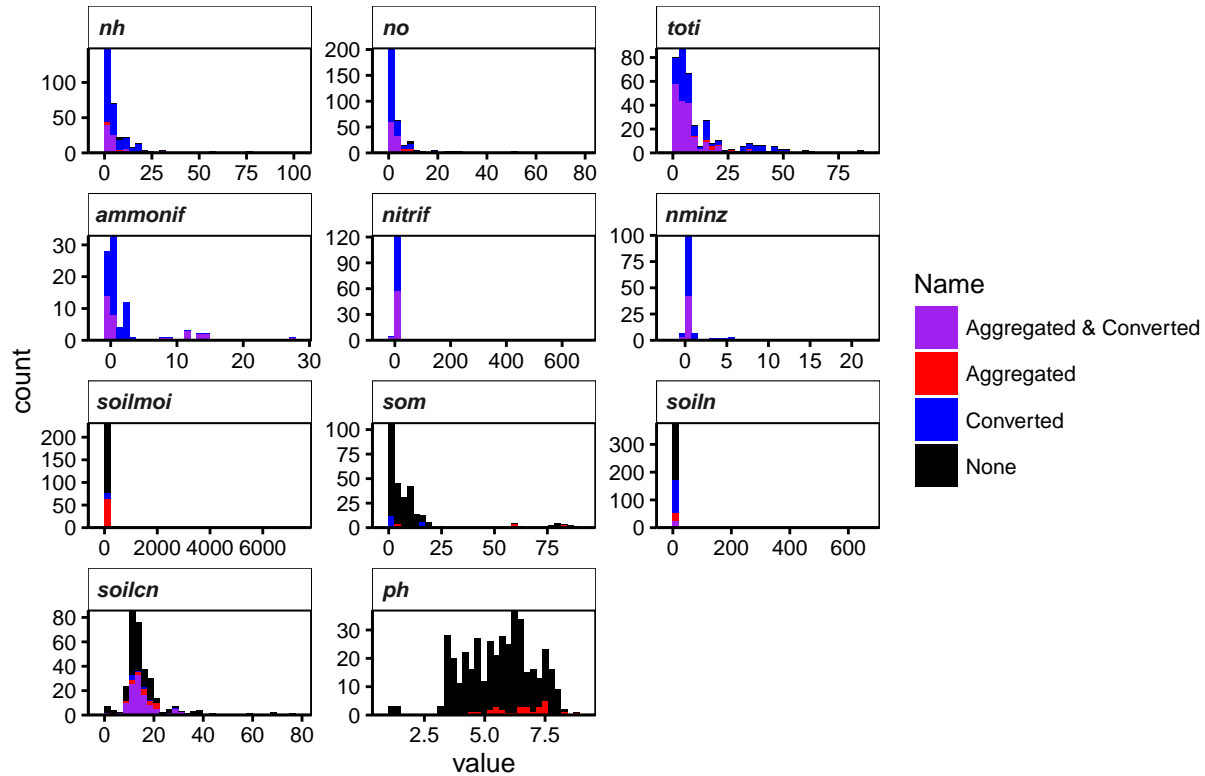 nh no toti
150 200 80
100 150 60
100 40
50 50 20
0 0 0
0 25 50 75 100 0 20 40 60 80 0 25 50 75
ammonif nitrif nminz
30 120 100
20 90 75
60 50
10 30 25
0 0 0
0 10 20 30 0 200 400 600 0 5 10 15 20
soilmoi som soiln
200 100 300
150 75 200
100 50
50 25 100
0 0 0
0 2000 4000 6000 0 25 50 75 0 200 400 600
soilcn ph
80 30
60 20
40
20 10
0 0
0 20 40 60 80 2.5 5.0 7.5
count
value
Name
Aggregated & Converted
Aggregated
Converted
None